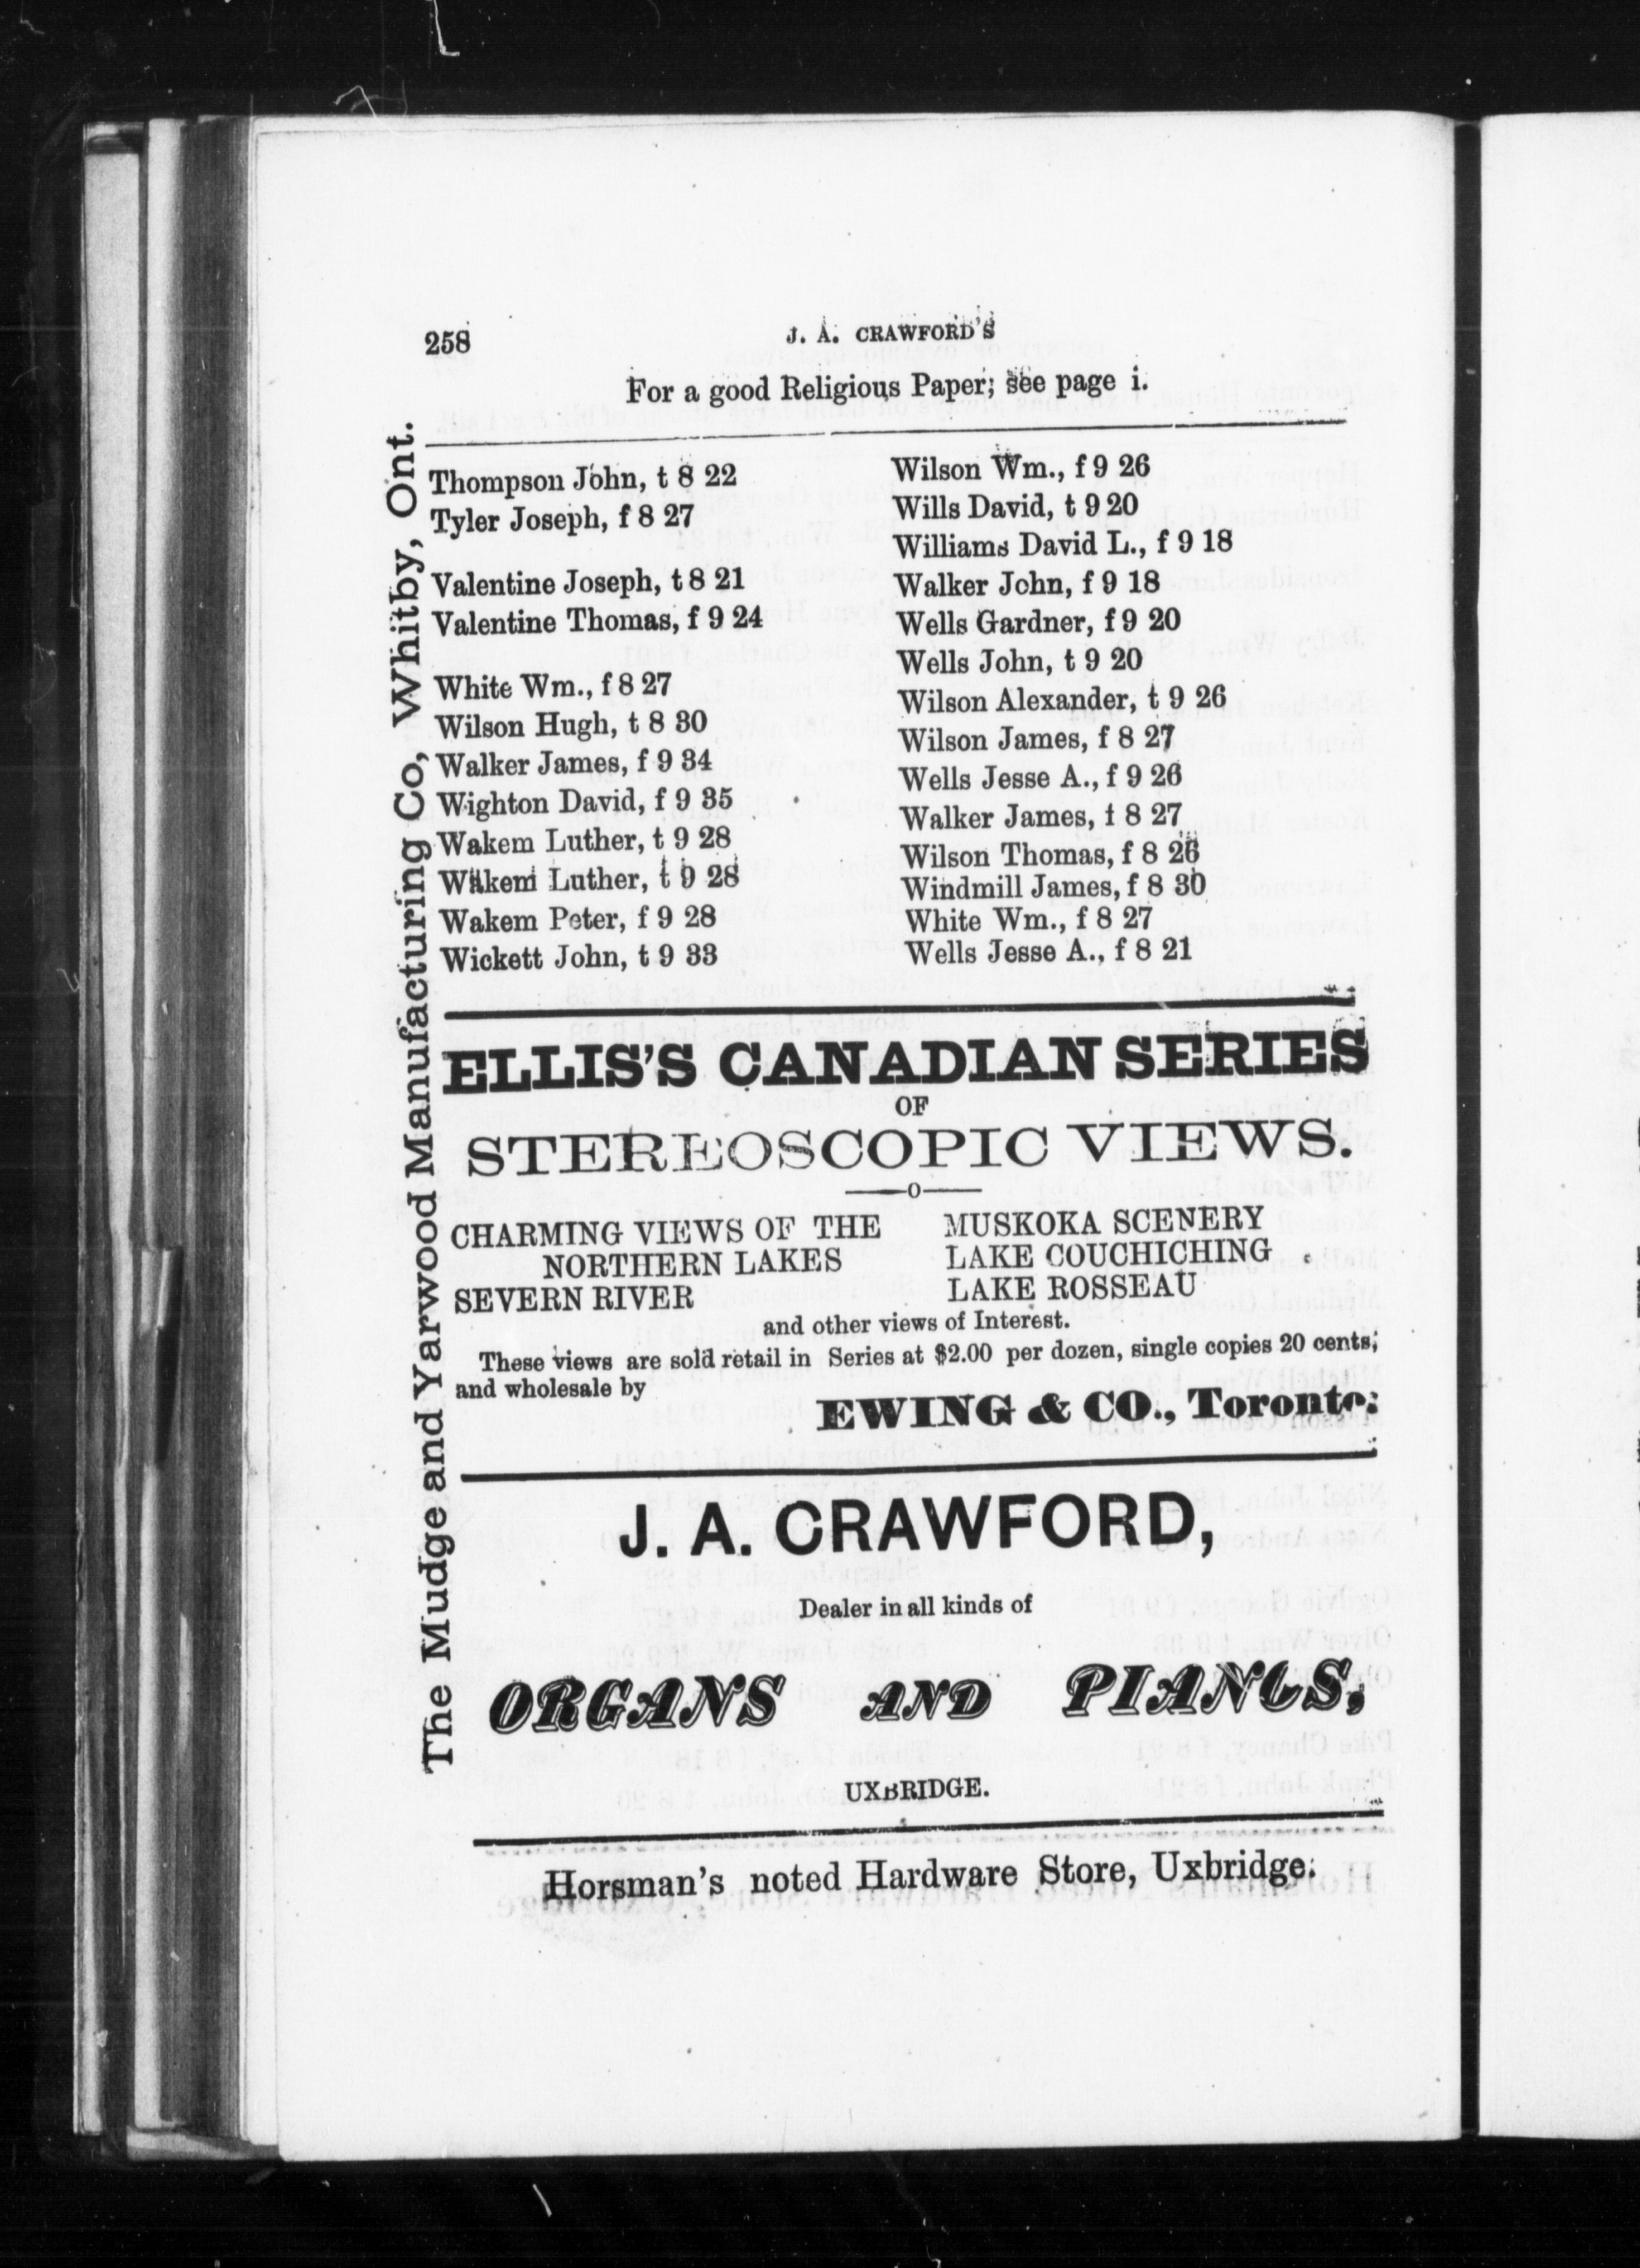 258
J. A. CRAWFORD'S
For a good Religious Paper; see page i.
The Mudge and Yarwood Manufacturing Co, Whitby, Ont.
Thompson John, t 8 22
Tyler Joseph, f 8 27
Valentine Joseph, t 8 21
Valentine Thomas, f 9 24
White Wm., f 8 27
Wilson Hugh, t 8 30
Walker James, f 9 34
Wighton David, f 9 35
Wakem Luther, t 9 28
Wakem Luther, t 9 28
Wakem Peter, f 9 28
Wickett John, t 9 33
Wilson Wm., f 9 26
Wills David, t 9 20
Williams David L., f 9 18
Walker John, f 9 18
Wells Gardner, f 9 20
Wells John, t 9 20
Wilson Alexander, t 9 26
Wilson James, f 8 27
Wells Jesse A., f 9 26
Walker James, t 8 27
Wilson Thomas, f 8 26
Windmill James, f 8 30
White Wm., f 8 27
Wells Jesse A., f 8 21
ELLIS'S CANADIAN SERIES
OF
STEREOSCOPIC VIEWS.
—o—
CHARMING VIEWS OF THE
NORTHERN LAKES
SEVERN RIVER
MUSKOKA SCENERY
LAKE COUCHICHING
LAKE ROSSEAU
and other views of Interest.
These views are sold retail in Series at $2.00 per dozen, single copies 20 cents;
and wholesale by
EWING & CO., Toronto:
J. A. CRAWFORD,
Dealer in all kinds of
ORGANS AND PIANOS,
UXBRIDGE.
Horsman's noted Hardware Store, Uxbridge.